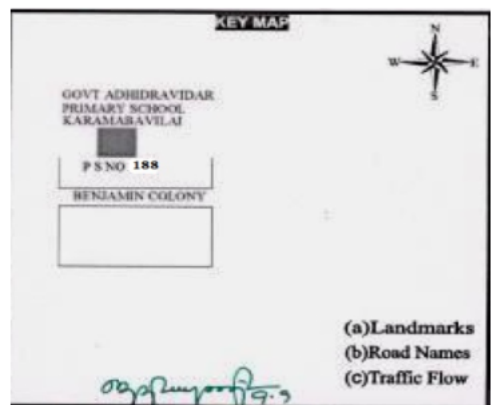 KEY MAP
N
W E
S
GOVT ADHIDRAVIDAR
PRIMARY SCHOOL
KARAMABAVILAI
P S NO 188
BENJAMIN COLONY
(a)Landmarks
(b)Road Names
(c)Traffic Flow